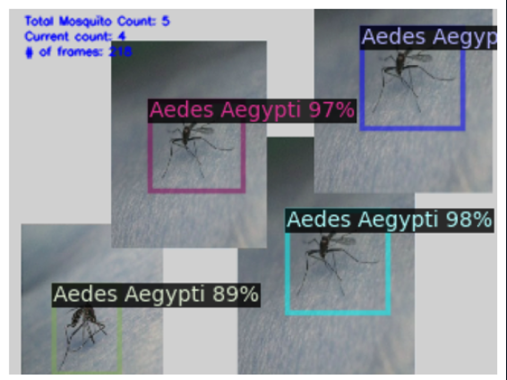 Total Mosquito Count: 5
Current count: 4
# of frames: 218
Aedes Aegyp
Aedes Aegypti 97%
Aedes Aegypti 98%
Aedes Aegypti 89%